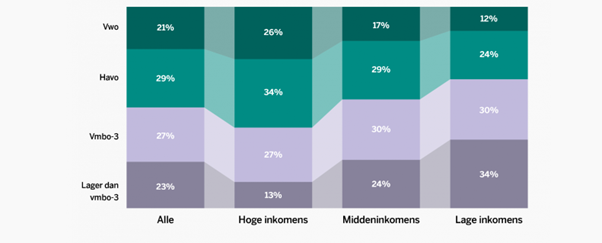 Vwo 21% 26% 17% 12%
Havo 29% 34% 29% 24%
Vmbo-3 27% 27% 30% 30%
Lager dan
vmbo-3 23% 13% 24% 34%
Alle Hoge inkomens Middeninkomens Lage inkomens